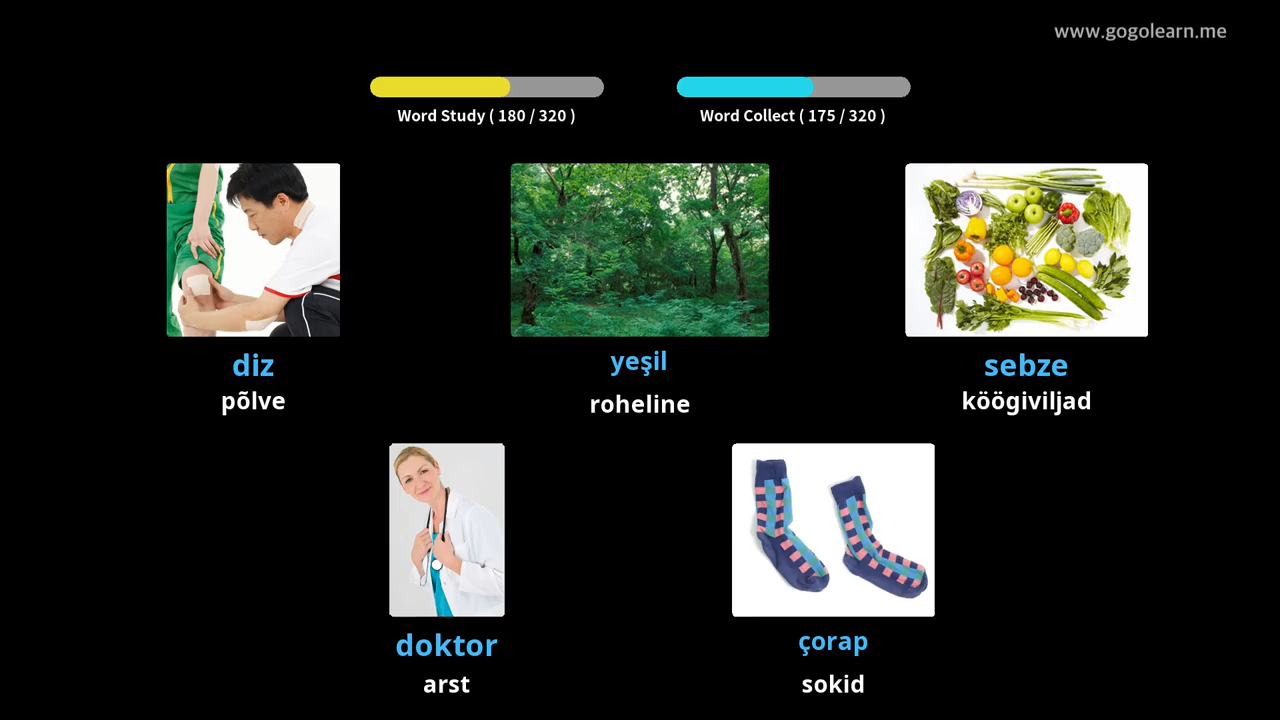 www.gogolearn.me
Word Study ( 180 / 320 )
Word Collect ( 175 / 320 )
diz
põlve
yeşil
roheline
sebze
köögiviljad
doktor
arst
çorap
sokid